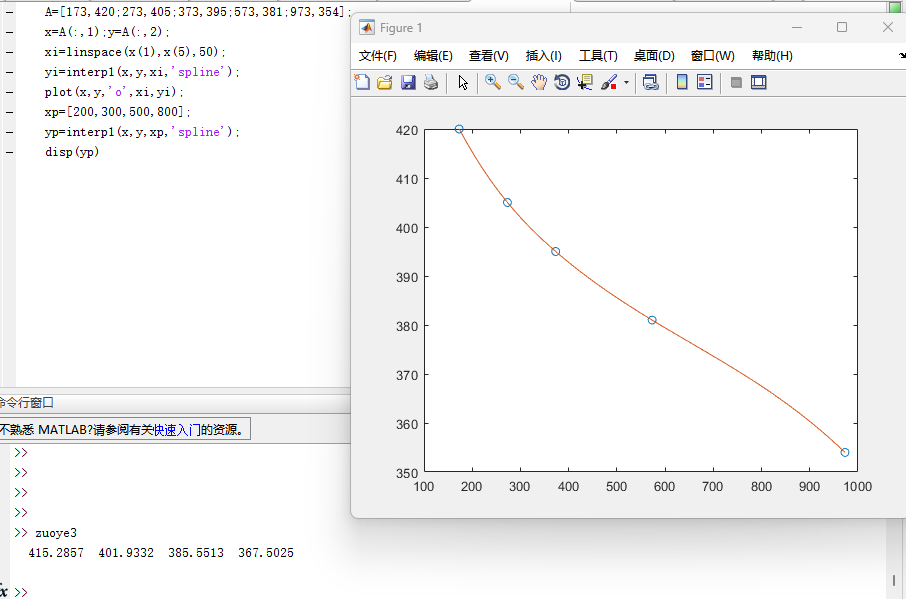 A=[173,420;273,405;373,395;573,381;973,354];
x=A(:,1);y=A(:,2);
xi=linspace(x(1),x(5),50);
yi=interp1(x,y,xi,'spline');
plot(x,y,'o',xi,yi);
xp=[200,300,500,800];
yp=interp1(x,y,xp,'spline');
disp(yp)
Figure 1
文件(F) 编辑(E) 查看(V) 插入(I) 工具(T) 桌面(D) 窗口(W) 帮助(H)
420
410
400
390
380
370
360
350
100 200 300 400 500 600 700 800 900 1000
命令行窗口
不熟悉 MATLAB?请参阅有关快速入门的资源。
>>
>>
>>
>>
>> zuoye3
415.2857 401.9332 385.5513 367.5025
fx >>